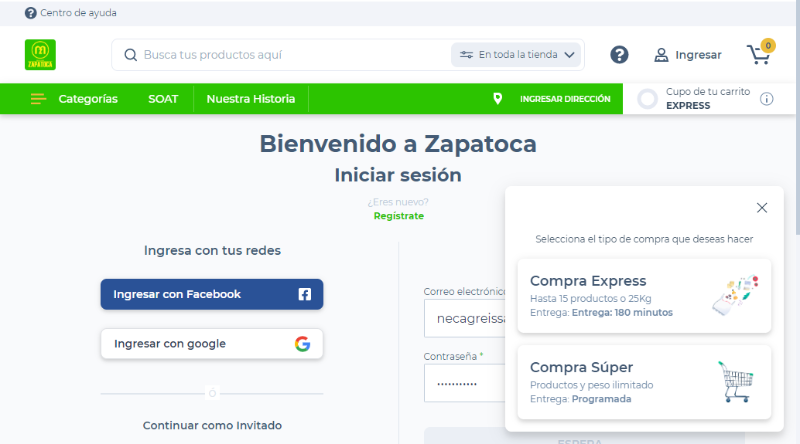 Centro de ayuda
m
ZAPATOCA
Busca tus productos aquí
En toda la tienda
Ingresar
0
Categorías
SOAT
Nuestra Historia
INGRESAR DIRECCIÓN
Cupo de tu carrito
EXPRESS
Bienvenido a Zapatoca
Iniciar sesión
¿Eres nuevo?
Regístrate
Ingresa con tus redes
Ingresar con Facebook
Ingresar con google
O
Continuar como Invitado
Correo electrónico
necagreissa
Contraseña *
Selecciona el tipo de compra que deseas hacer
Compra Express
Hasta 15 productos o 25Kg
Entrega: Entrega: 180 minutos
Compra Súper
Productos y peso ilimitado
Entrega: Programada